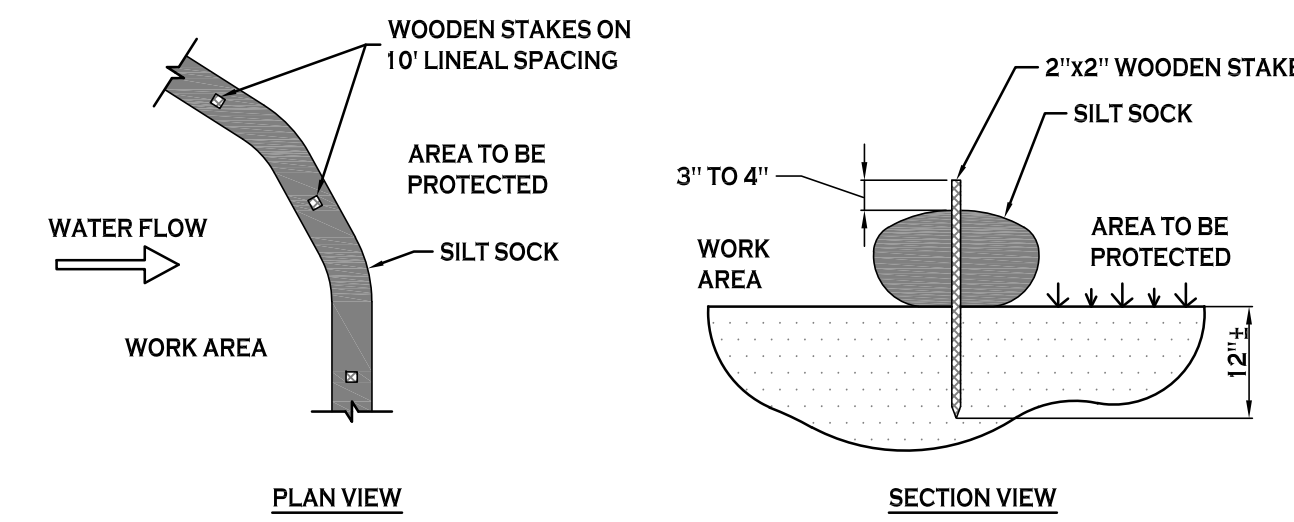 WOODEN STAKES ON
10' LINEAL SPACING
AREA TO BE
PROTECTED
WATER FLOW
SILT SOCK
WORK AREA
PLAN VIEW
2"x2" WOODEN STAKE
SILT SOCK
3" TO 4"
AREA TO BE
PROTECTED
WORK
AREA
12"±
SECTION VIEW